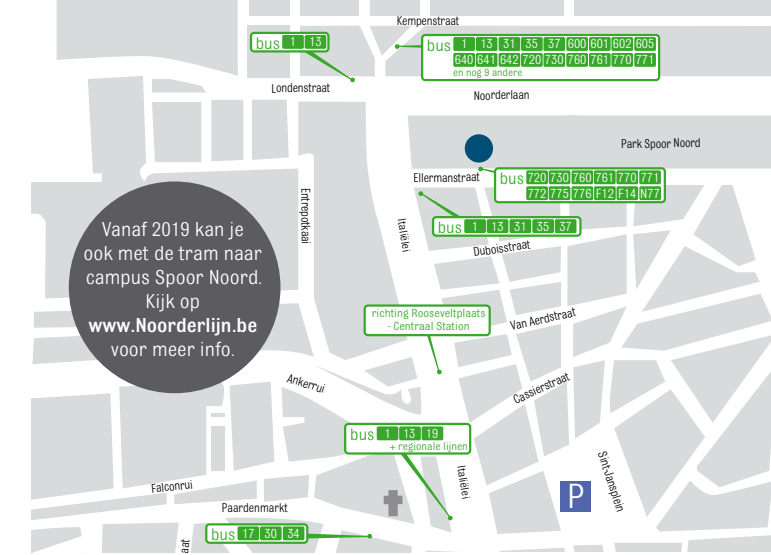 Kempenstraat
bus 1 13
bus 1 13 31 35 37 600 601 602 605
640 641 642 720 730 760 761 770 771
en nog 9 andere
Londenstraat
Noorderlaan
Park Spoor Noord
Ellermanstraat
bus 720 730 760 761 770 771
772 775 776 F12 F14 N77
Entrepotkaai
Italiëlei
bus 1 13 31 35 37
Duboisstraat
Vanaf 2019 kan je
ook met de tram naar
campus Spoor Noord.
Kijk op
www.Noorderlijn.be
voor meer info.
richting Rooseveltplaats
- Centraal Station
Van Aerdtstraat
Ankerrui
Cassierstraat
bus 1 13 19
+ regionale lijnen
Italiëlei
Sint-Jansplein
P
Falconrui
Paardenmarkt
bus 17 30 34
aat